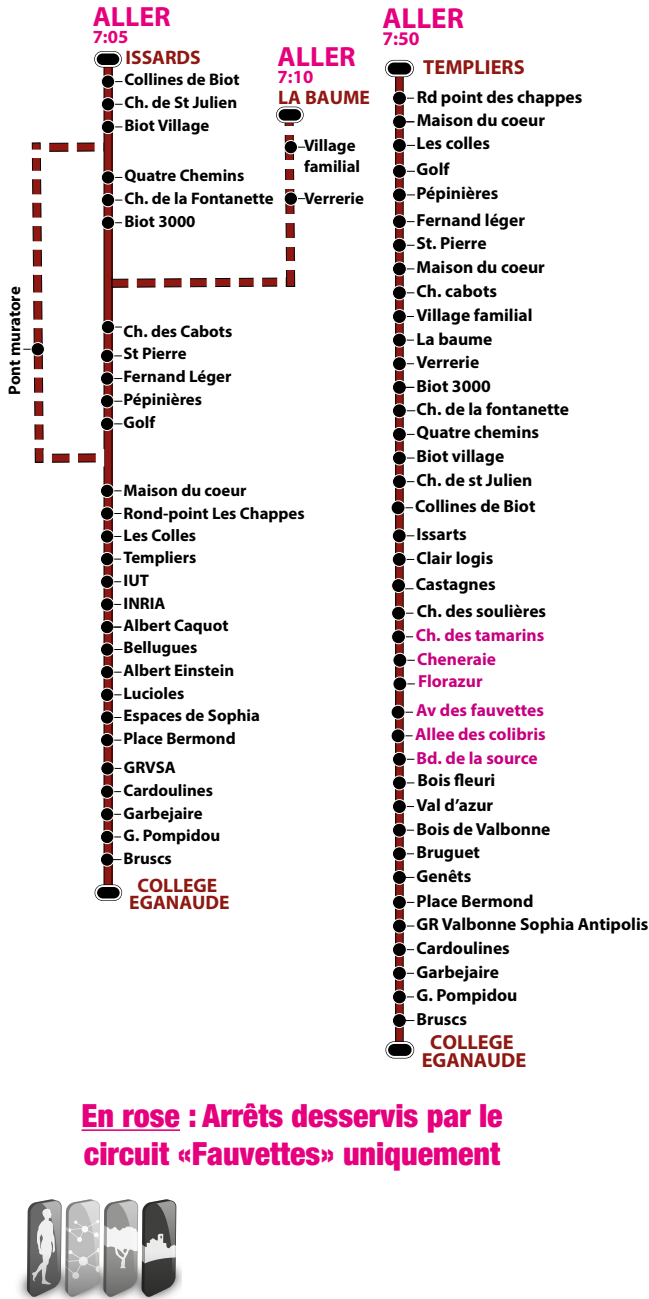 ALLER
7:05
ISSARDS
Collines de Biot
Ch. de St Julien
Biot Village
Quatre Chemins
Ch. de la Fontanette
Biot 3000
Pont muratore
Ch. des Cabots
St Pierre
Fernand Léger
Pépinières
Golf
Maison du coeur
Rond-point Les Chappes
Les Colles
Templiers
IUT
INRIA
Albert Caquot
Bellugues
Albert Einstein
Lucioles
Espaces de Sophia
Place Bermond
GRVSA
Cardoulines
Garbejaire
G. Pompidou
Bruscs
COLLEGE
EGANAUDE
ALLER
7:10
LA BAUME
Village
familial
Verrerie
ALLER
7:50
TEMPLIERS
Rd point des chappes
Maison du coeur
Les colles
Golf
Pépinières
Fernand léger
St. Pierre
Maison du coeur
Ch. cabots
Village familial
La baume
Verrerie
Biot 3000
Ch. de la fontanette
Quatre chemins
Biot village
Ch. de st Julien
Collines de Biot
Issarts
Clair logis
Castagnes
Ch. des soulières
Ch. des tamarins
Cheneraie
Florazur
Av des fauvettes
Allee des colibris
Bd. de la source
Bois fleuri
Val d'azur
Bois de Valbonne
Bruguet
Genêts
Place Bermond
GR Valbonne Sophia Antipolis
Cardoulines
Garbejaire
G. Pompidou
Bruscs
COLLEGE
EGANAUDE
En rose : Arrêts desservis par le
circuit «Fauvettes» uniquement